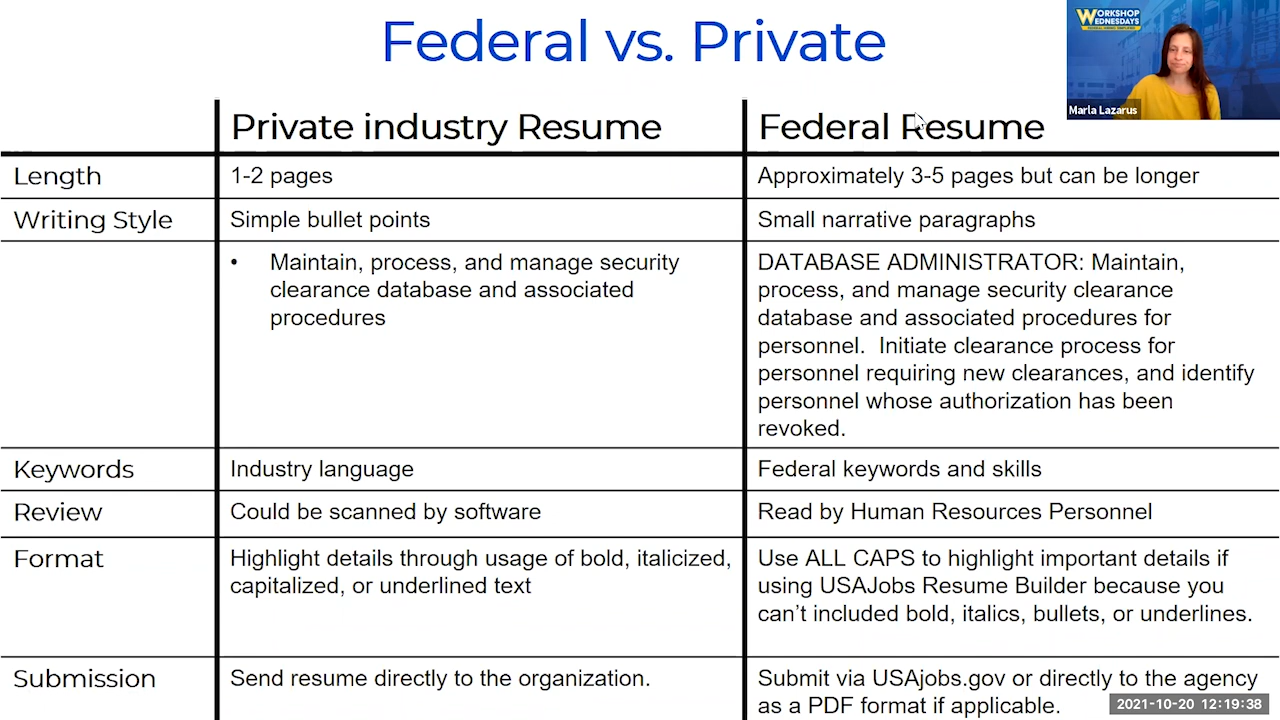 Federal vs. Private
WORKSHOP
WEDNESDAYS
Marla Lazarus
Private industry Resume
Federal Resume
Length
1-2 pages
Approximately 3-5 pages but can be longer
Writing Style
Simple bullet points
Small narrative paragraphs
• Maintain, process, and manage security
clearance database and associated
procedures
DATABASE ADMINISTRATOR: Maintain,
process, and manage security clearance
database and associated procedures for
personnel. Initiate clearance process for
personnel requiring new clearances, and identify
personnel whose authorization has been
revoked.
Keywords
Industry language
Federal keywords and skills
Review
Could be scanned by software
Read by Human Resources Personnel
Format
Highlight details through usage of bold, italicized,
capitalized, or underlined text
Use ALL CAPS to highlight important details if
using USAJobs Resume Builder because you
can't included bold, italics, bullets, or underlines.
Submission
Send resume directly to the organization.
Submit via USAjobs.gov or directly to the agency
as a PDF format if applicable.
2021-10-20 12:19:38